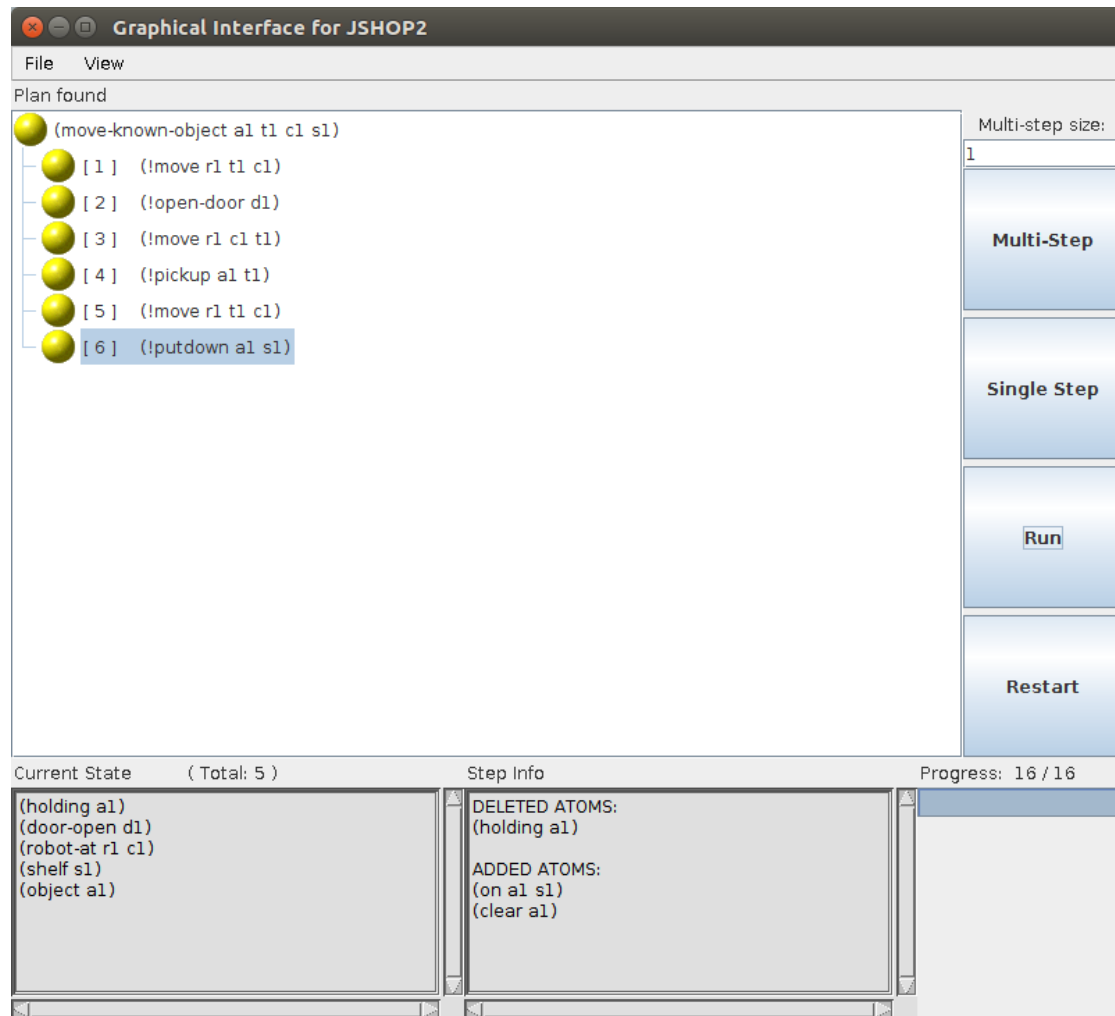 Graphical Interface for JSHOP2
File View
Plan found
(move-known-object a1 t1 c1 s1)
[ 1 ] (!move r1 t1 c1)
[ 2 ] (!open-door d1)
[ 3 ] (!move r1 c1 t1)
[ 4 ] (!pickup a1 t1)
[ 5 ] (!move r1 t1 c1)
[ 6 ] (!putdown a1 s1)
Multi-step size:
1
Multi-Step
Single Step
Run
Restart
Current State ( Total: 5 )
(holding a1)
(door-open d1)
(robot-at r1 c1)
(shelf s1)
(object a1)
Step Info
DELETED ATOMS:
(holding a1)
ADDED ATOMS:
(on a1 s1)
(clear a1)
Progress: 16 / 16